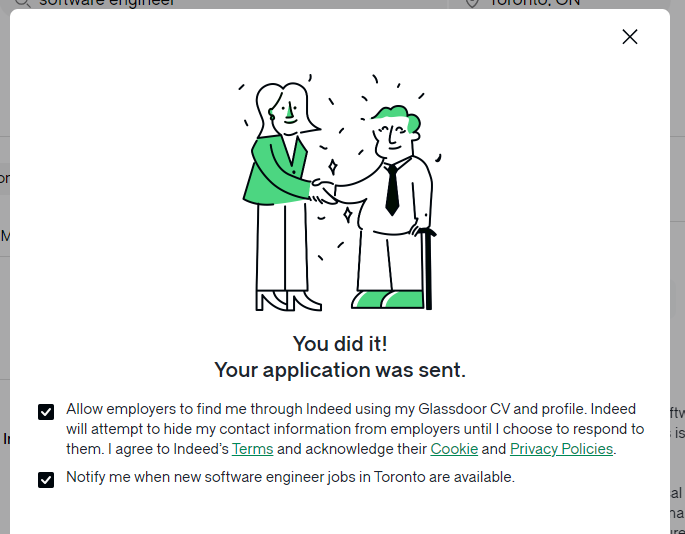 software engineer
Toronto, ON
You did it!
Your application was sent.
Allow employers to find me through Indeed using my Glassdoor CV and profile. Indeed
will attempt to hide my contact information from employers until I choose to respond to
them. I agree to Indeed's Terms and acknowledge their Cookie and Privacy Policies.
Notify me when new software engineer jobs in Toronto are available.